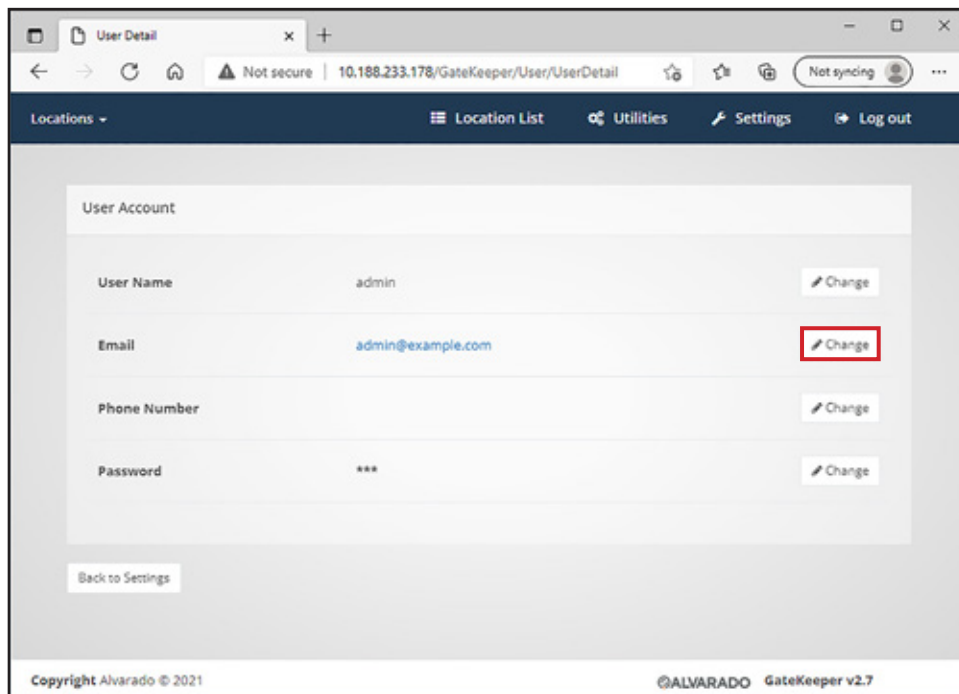 User Detail
Not secure 10.188.233.178/GateKeeper/User/UserDetail Not syncing
Locations Location List Utilities Settings Log out
User Account
User Name admin Change
Email admin@example.com Change
Phone Number Change
Password *** Change
Back to Settings
Copyright Alvarado © 2021 ALVARADO GateKeeper v2.7